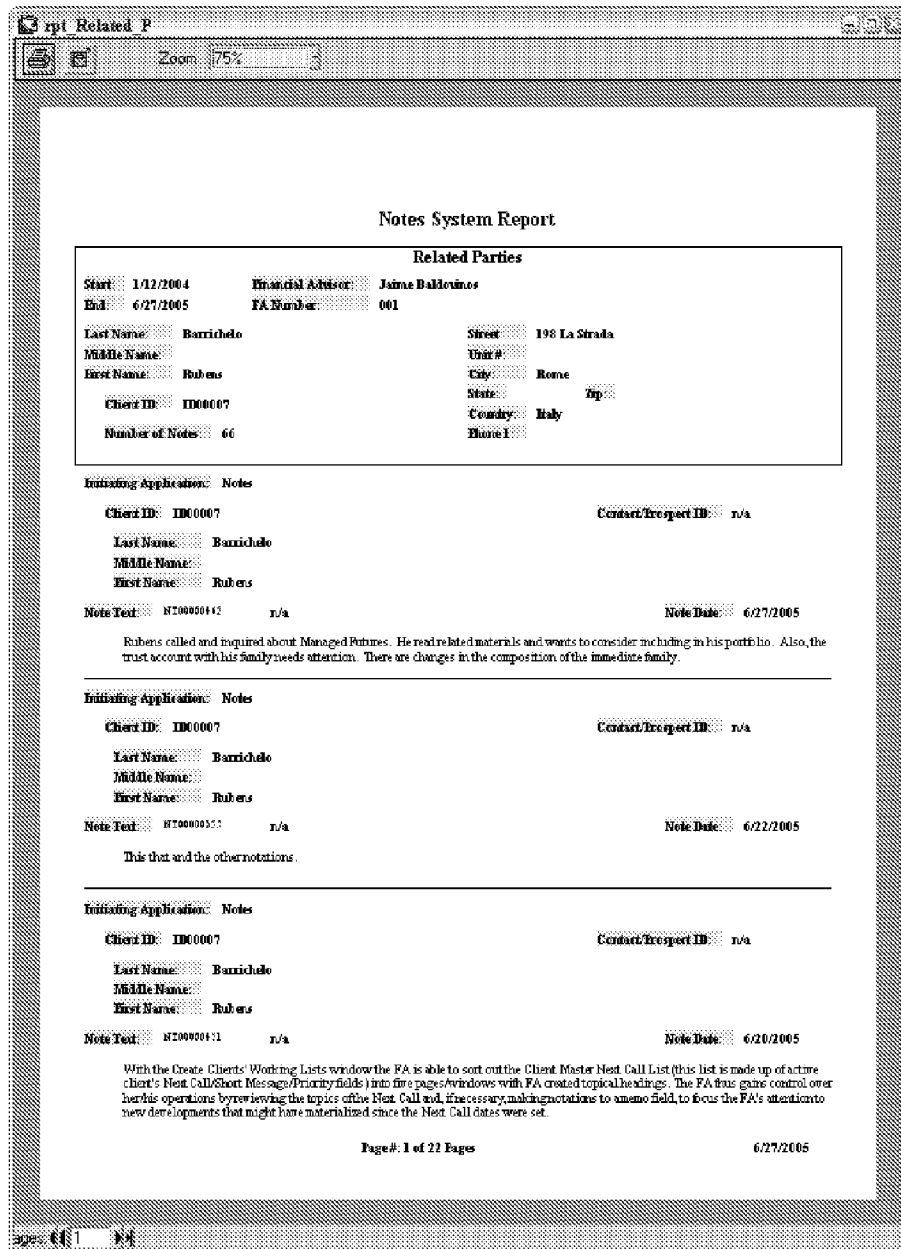 rpt_Related_P
Zoom 75%
Notes System Report
Related Parties
Start: 1/12/2004 Financial Advisor: Jaime Baldovinos
End: 6/27/2005 FA Number: 001
Last Name: Barrichelo Street 198 La Strada
Middle Name: Unit #:
First Name: Rubens City: Rome
State: Zip:
Client ID: ID00007 Country: Italy
Number of Notes: 66 Phone 1
Initiating Application: Notes
Client ID: ID00007 Contact/Prospect ID: n/a
Last Name: Barrichelo
Middle Name:
First Name: Rubens
Note Text: n/a Note Date: 6/27/2005
Rubens called and inquired about Managed Futures. He read related materials and wants to consider including in his portfolio. Also, the
trust account with his family needs attention. There are changes in the composition of the immediate family.
Initiating Application: Notes
Client ID: ID00007 Contact/Prospect ID: n/a
Last Name: Barrichelo
Middle Name:
First Name: Rubens
Note Text: n/a Note Date: 6/22/2005
This that and the other notations.
Initiating Application: Notes
Client ID: ID00007 Contact/Prospect ID: n/a
Last Name: Barrichelo
Middle Name:
First Name: Rubens
Note Text: n/a Note Date: 6/20/2005
With the Create Clients' Working Lists window the FA is able to sort out the Client Master Next Call List (this list is made up of active
client's Next Call/Short Message/Priority fields) into five pages/windows with FA created topical headings. The FA thus gains control over
her/his operations by reviewing the topics of the Next Call and, if necessary, making notations to a memo field, to focus the FA's attention to
new developments that might have materialized since the Next Call dates were set.
Page#: 1 of 22 Pages 6/27/2005
ages: 1